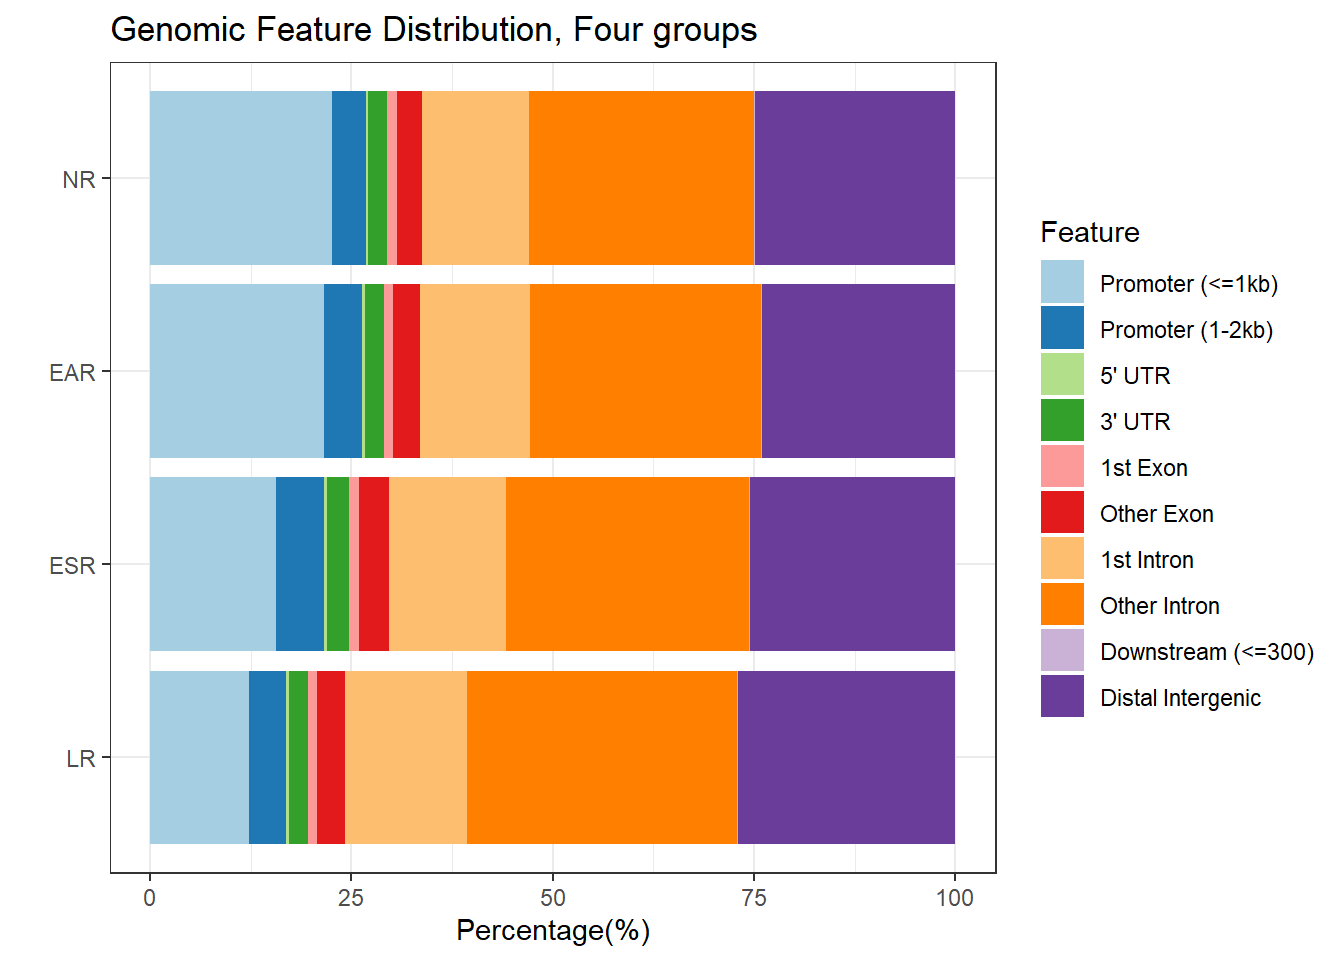 Genomic Feature Distribution, Four groups
NR
EAR
ESR
LR
0 25 50 75 100
Percentage(%)
Feature
Promoter (<=1kb)
Promoter (1-2kb)
5' UTR
3' UTR
1st Exon
Other Exon
1st Intron
Other Intron
Downstream (<=300)
Distal Intergenic